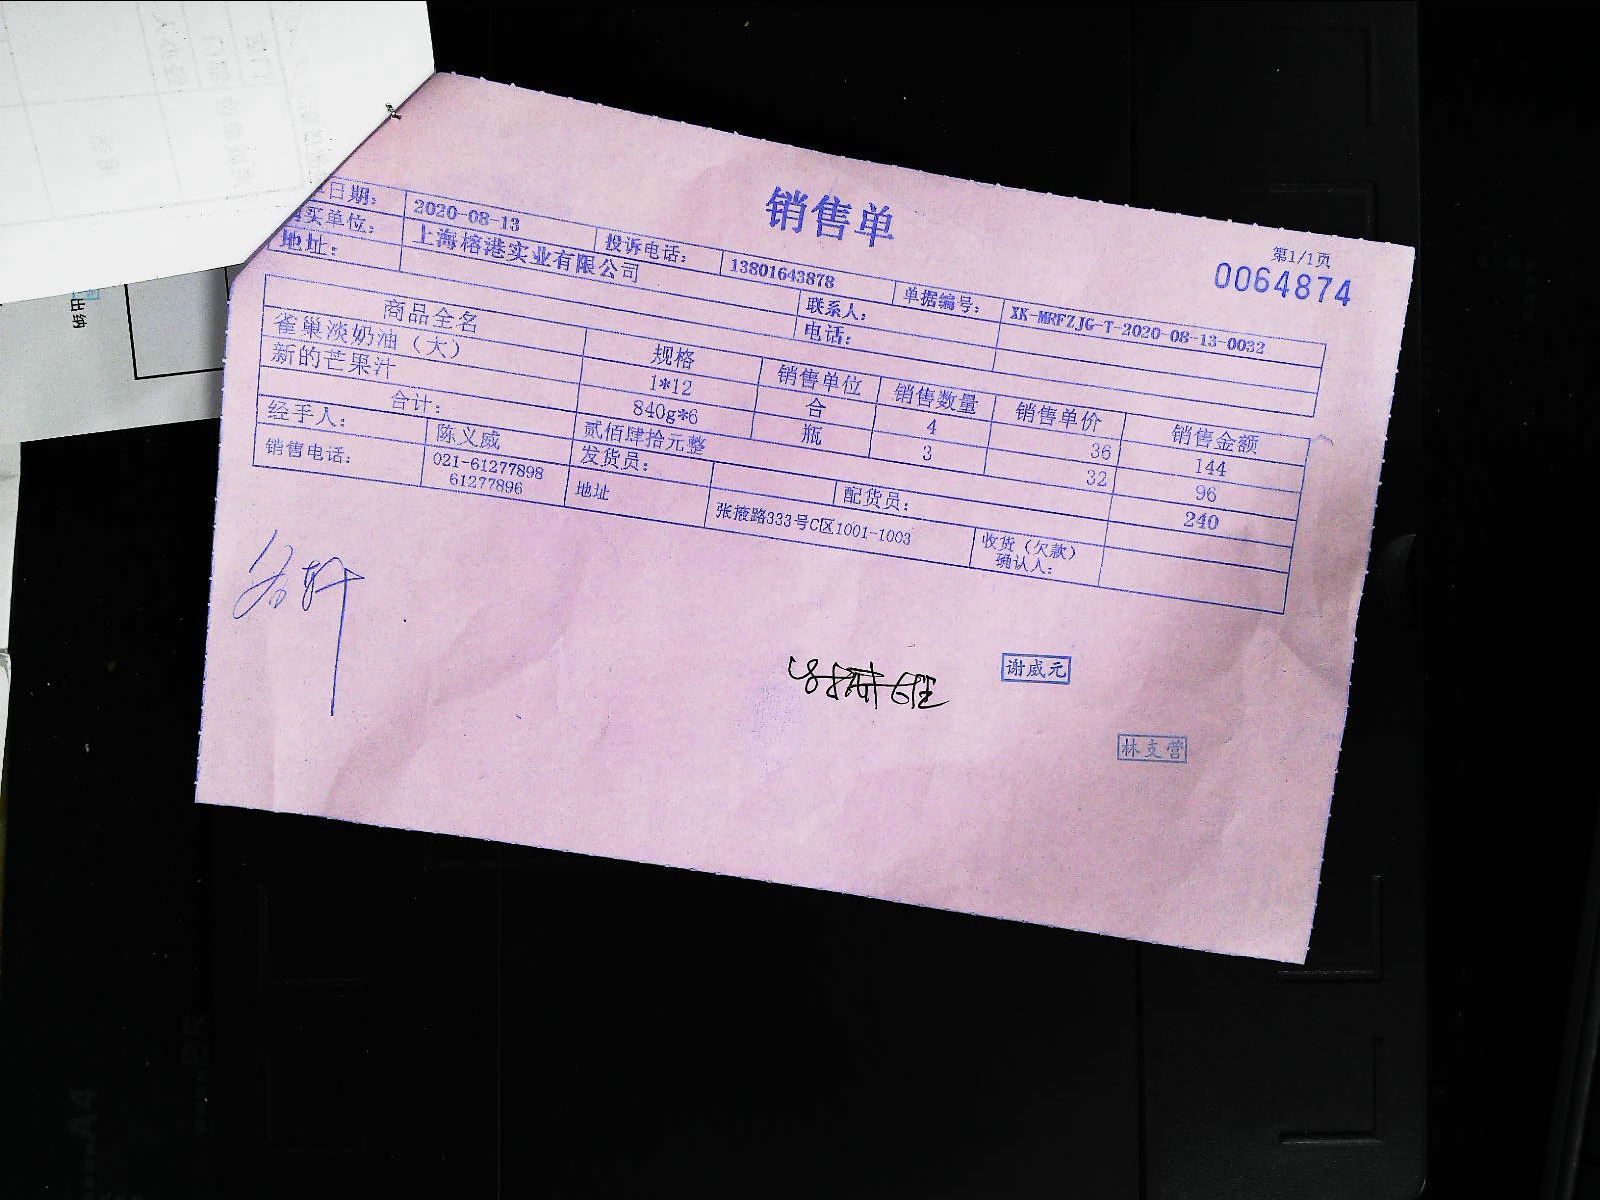 销售单
第1/1页
0064874
日期： 2020-08-13 投诉电话： 13801643878 单据编号： XK-MRFZJG-T-2020-08-13-0032
买单位： 上海榕港实业有限公司 联系人：
地址： 电话：
商品全名 规格 销售单位 销售数量 销售单价 销售金额
雀巢淡奶油（大） 1*12 合 4 36 144
新的芒果汁 840g*6 瓶 3 32 96
合计： 贰佰肆拾元整 240
经手人： 陈义威 发货员： 配货员：
销售电话： 021-61277898 61277896 地址 张掖路333号C区1001-1003 收货（欠款）确认人：
谢威元
林支营
出纳